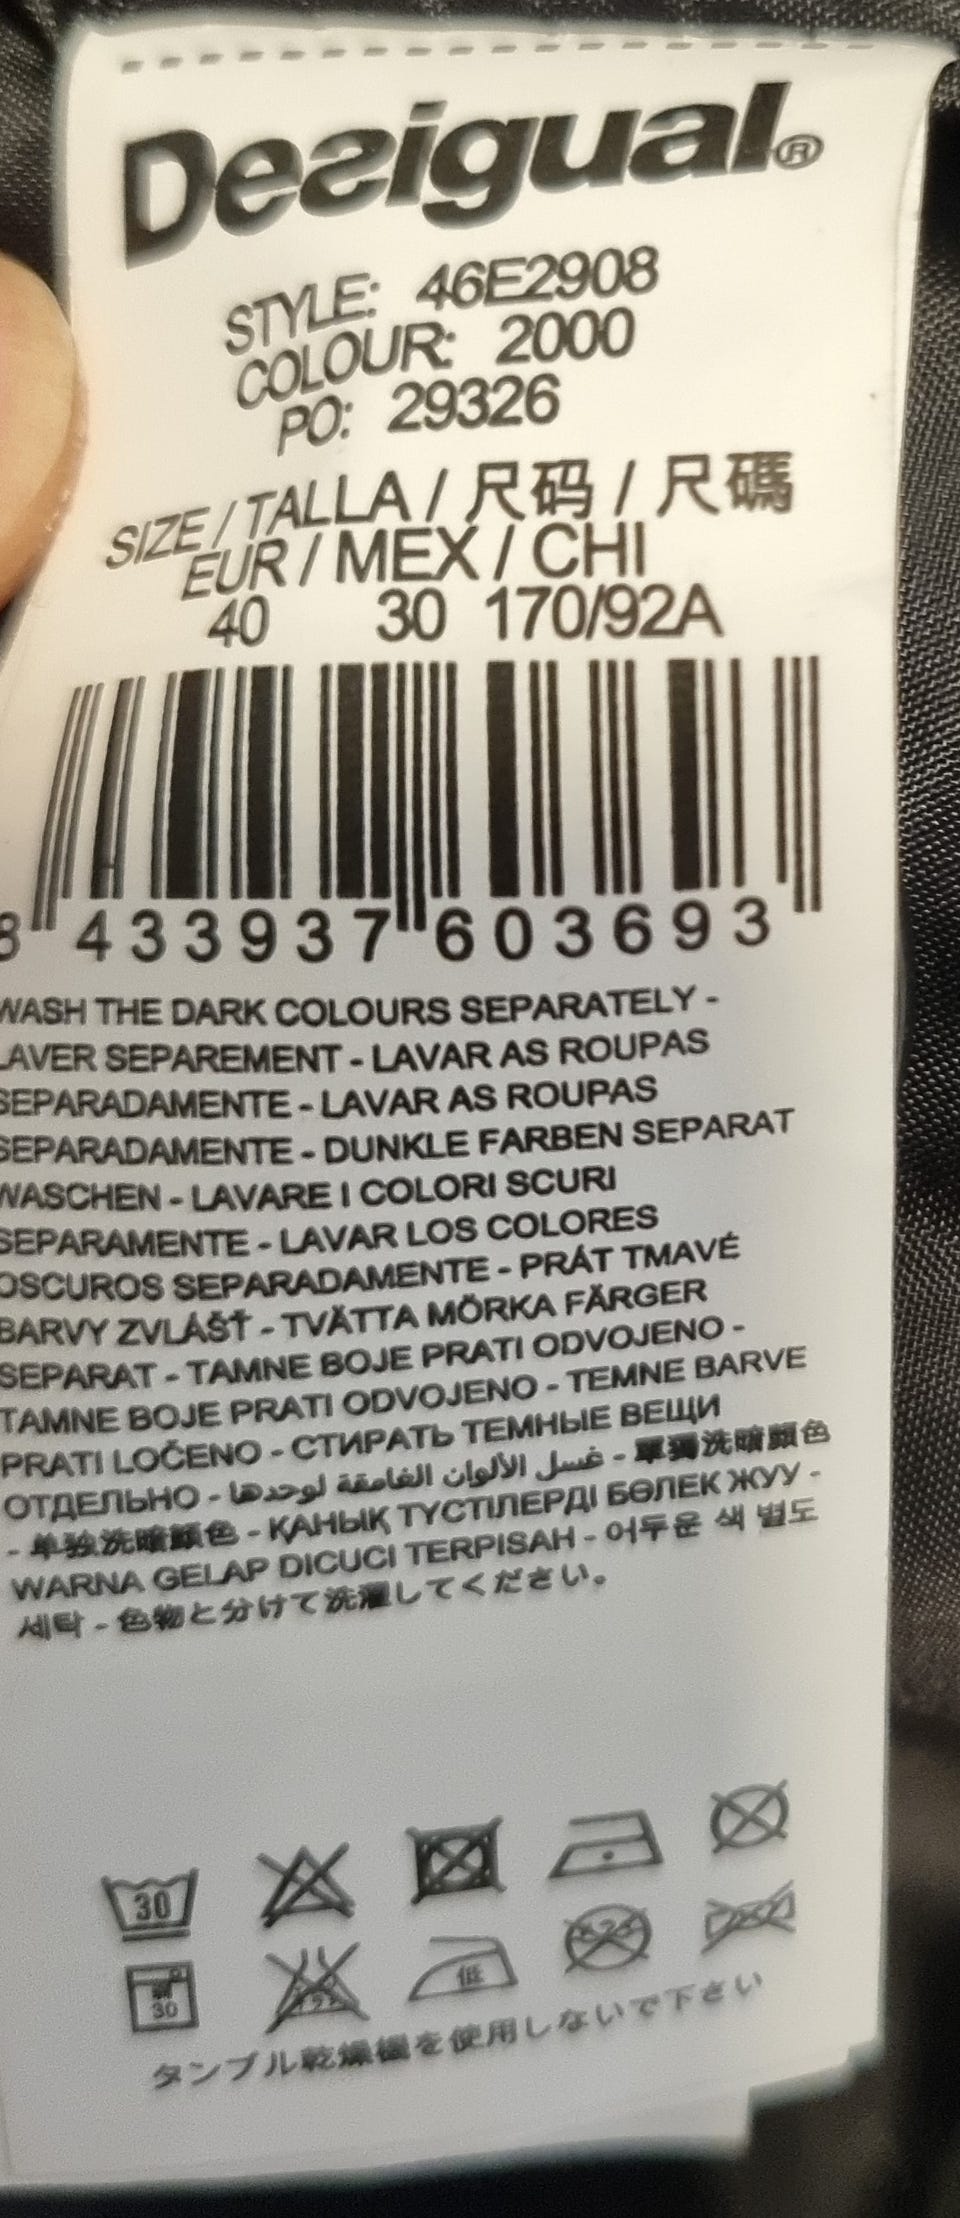 Desigual®
STYLE: 46E2908
COLOUR: 2000
PO: 29326
SIZE / TALLA / 尺码 / 尺碼
EUR / MEX / CHI
40 30 170/92A
8 433937 603693
WASH THE DARK COLOURS SEPARATELY -
LAVER SEPAREMENT - LAVAR AS ROUPAS
SEPARADAMENTE - LAVAR AS ROUPAS
SEPARADAMENTE - DUNKLE FARBEN SEPARAT
WASCHEN - LAVARE I COLORI SCURI
SEPARAMENTE - LAVAR LOS COLORES
OSCUROS SEPARADAMENTE - PRÁT TMAVÉ
BARVY ZVLÁŠŤ - TVÄTTA MÖRKA FÄRGER
SEPARAT - TAMNE BOJE PRATI ODVOJENO -
TAMNE BOJE PRATI ODVOJENO - TEMNE BARVE
PRATI LOČENO - СТИРАТЬ ТЕМНЫЕ ВЕЩИ
ОТДЕЛЬНО - غسل الألوان الغامقة لوحدها - 單獨洗暗顏色
- 单独洗暗顏色 - ҚАНЫҚ ТҮСТІЛЕРДІ БӨЛЕК ЖУУ -
WARNA GELAP DICUCI TERPISAH - 어두운 색 별도
세탁 - 色物と分けて洗濯してください。
30
30 低
タンブル乾燥機を使用しないで下さい